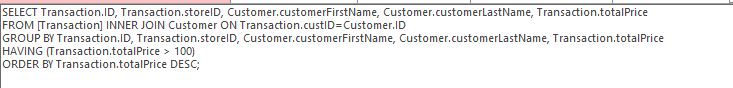 SELECT Transaction.ID, Transaction.storeID, Customer.customerFirstName, Customer.customerLastName, Transaction.totalPrice
FROM [Transaction] INNER JOIN Customer ON Transaction.custID=Customer.ID
GROUP BY Transaction.ID, Transaction.storeID, Customer.customerFirstName, Customer.customerLastName, Transaction.totalPrice
HAVING (Transaction.totalPrice > 100)
ORDER BY Transaction.totalPrice DESC;